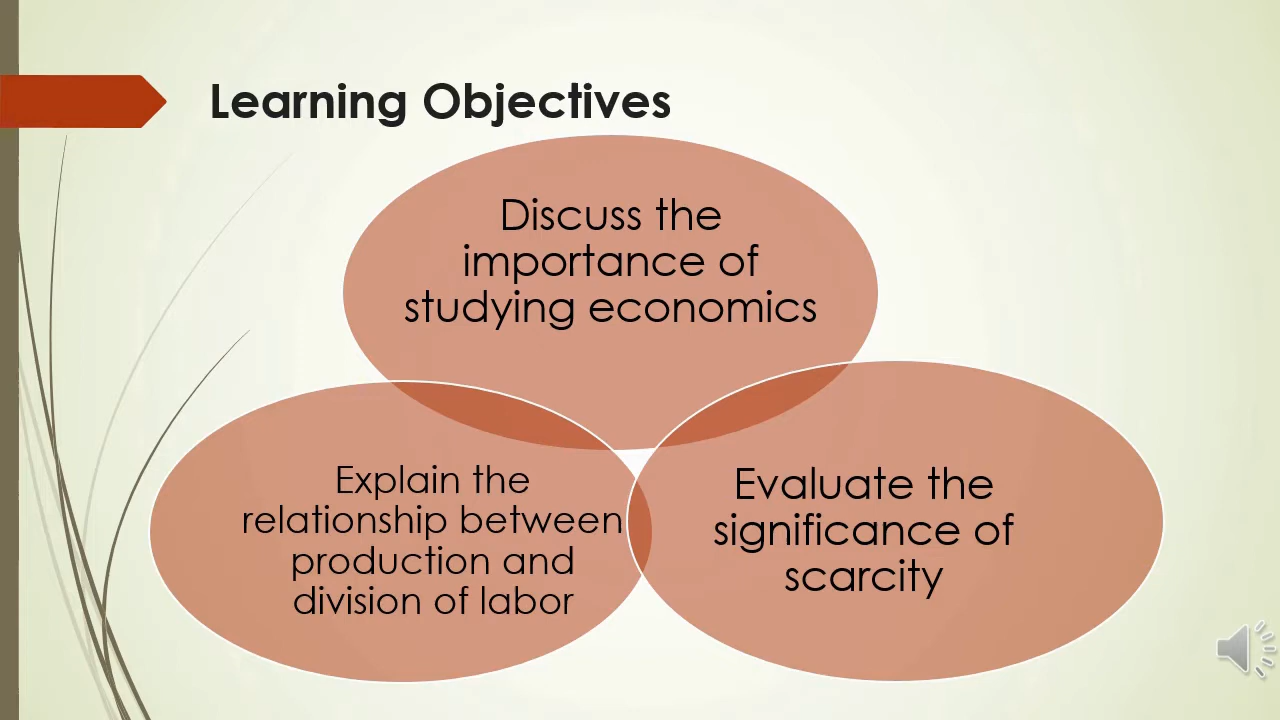 Learning Objectives
Discuss the
importance of
studying economics
Explain the
relationship between
production and
division of labor
Evaluate the
significance of
scarcity